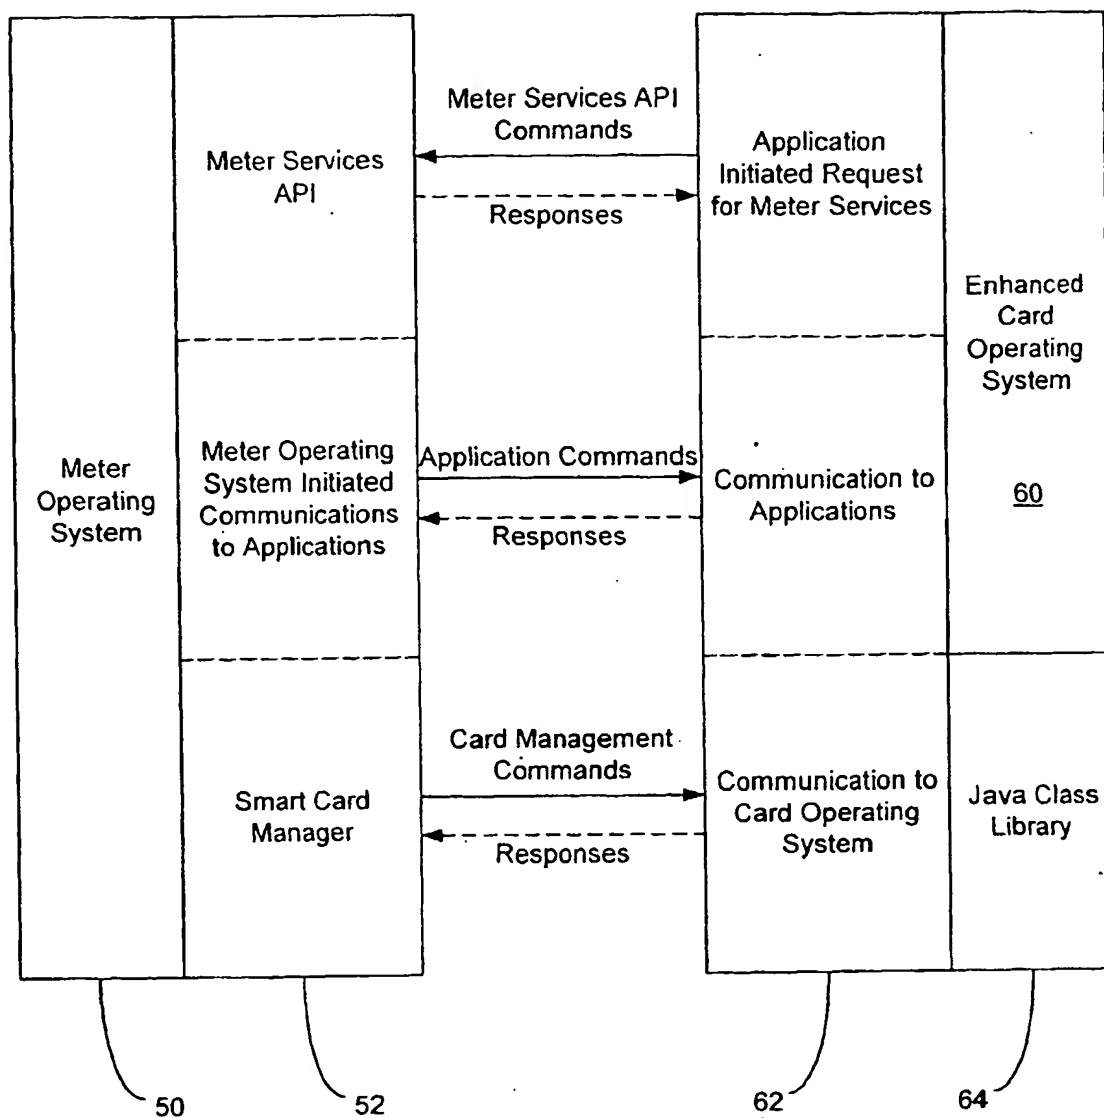 Meter Services API
Commands
Meter Services
API
Application
Initiated Request
for Meter Services
Responses
Enhanced
Card
Operating
System
60
Meter
Operating
System
Meter Operating
System Initiated
Communications
to Applications
Application Commands
Responses
Communication to
Applications
Card Management
Commands
Smart Card
Manager
Responses
Communication to
Card Operating
System
Java Class
Library
50
52
62
64